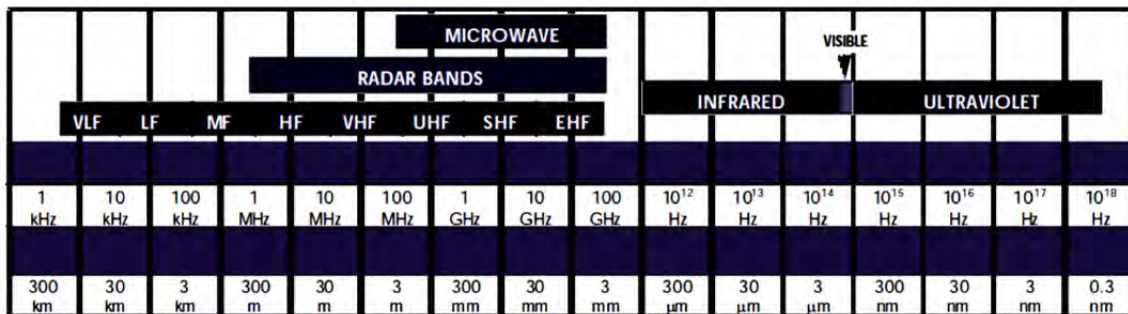 MICROWAVE
VISIBLE
RADAR BANDS
INFRARED ULTRAVIOLET
VLF LF MF HF VHF UHF SHF EHF
1 10 100 1 10 100 1 10 100 10¹² 10¹³ 10¹⁴ 10¹⁵ 10¹⁶ 10¹⁷ 10¹⁸
kHz kHz kHz MHz MHz MHz GHz GHz GHz Hz Hz Hz Hz Hz Hz Hz
300 30 3 300 30 3 300 30 3 300 30 3 300 30 3 0.3
km km km m m m mm mm mm µm µm µm nm nm nm nm